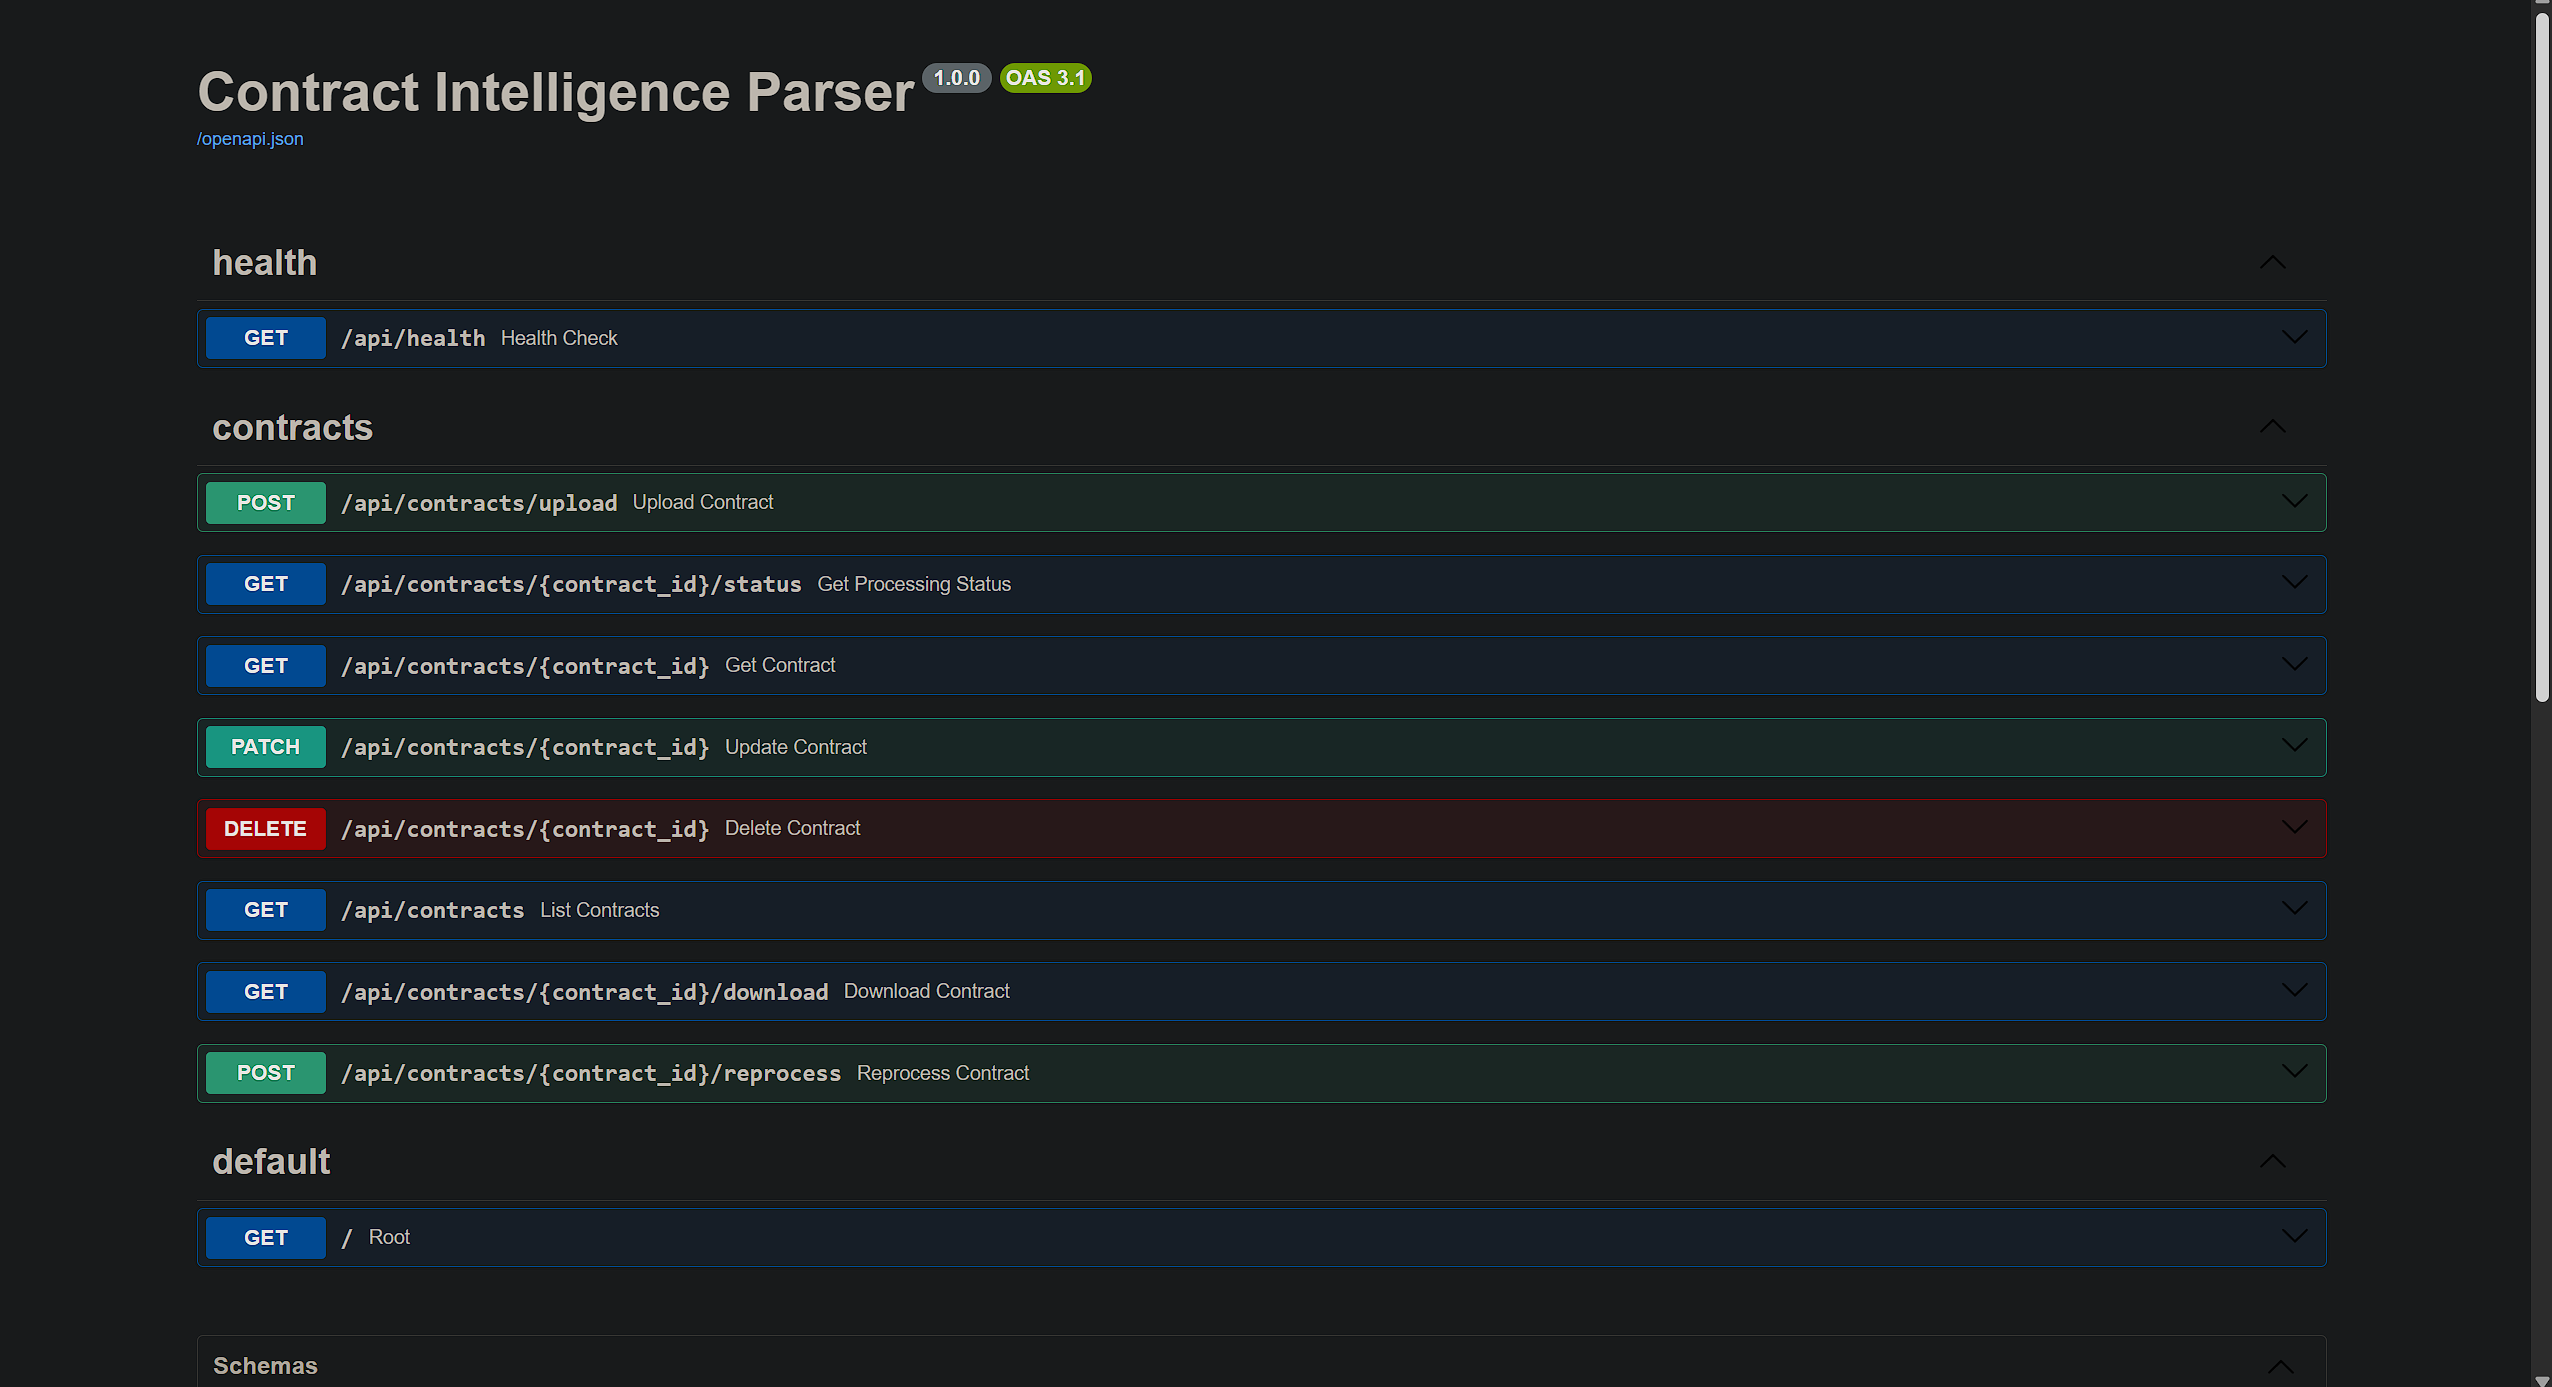 Contract Intelligence Parser 1.0.0 OAS 3.1
/openapi.json
health
GET /api/health Health Check
contracts
POST /api/contracts/upload Upload Contract
GET /api/contracts/{contract_id}/status Get Processing Status
GET /api/contracts/{contract_id} Get Contract
PATCH /api/contracts/{contract_id} Update Contract
DELETE /api/contracts/{contract_id} Delete Contract
GET /api/contracts List Contracts
GET /api/contracts/{contract_id}/download Download Contract
POST /api/contracts/{contract_id}/reprocess Reprocess Contract
default
GET / Root
Schemas